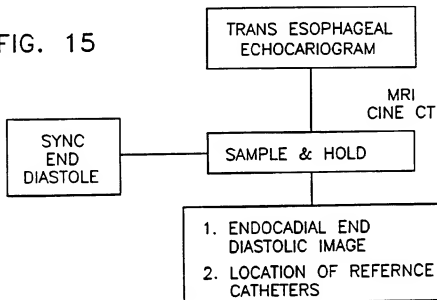 FIG. 15
TRANS ESOPHAGEAL
ECHOCARIOGRAM
MRI
CINE CT
SYNC
END
DIASTOLE
SAMPLE & HOLD
1. ENDOCADIAL END
DIASTOLIC IMAGE
2. LOCATION OF REFERNCE
CATHETERS